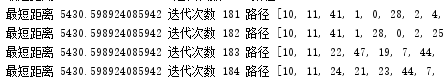 最短距离 5430.598924085942 迭代次数 181 路径 [10, 11, 41, 1, 0, 28, 2, 4,
最短距离 5430.598924085942 迭代次数 182 路径 [10, 11, 41, 1, 28, 0, 2, 25
最短距离 5430.598924085942 迭代次数 183 路径 [10, 11, 22, 47, 19, 7, 44,
最短距离 5430.598924085942 迭代次数 184 路径 [10, 11, 24, 21, 23, 44, 7,